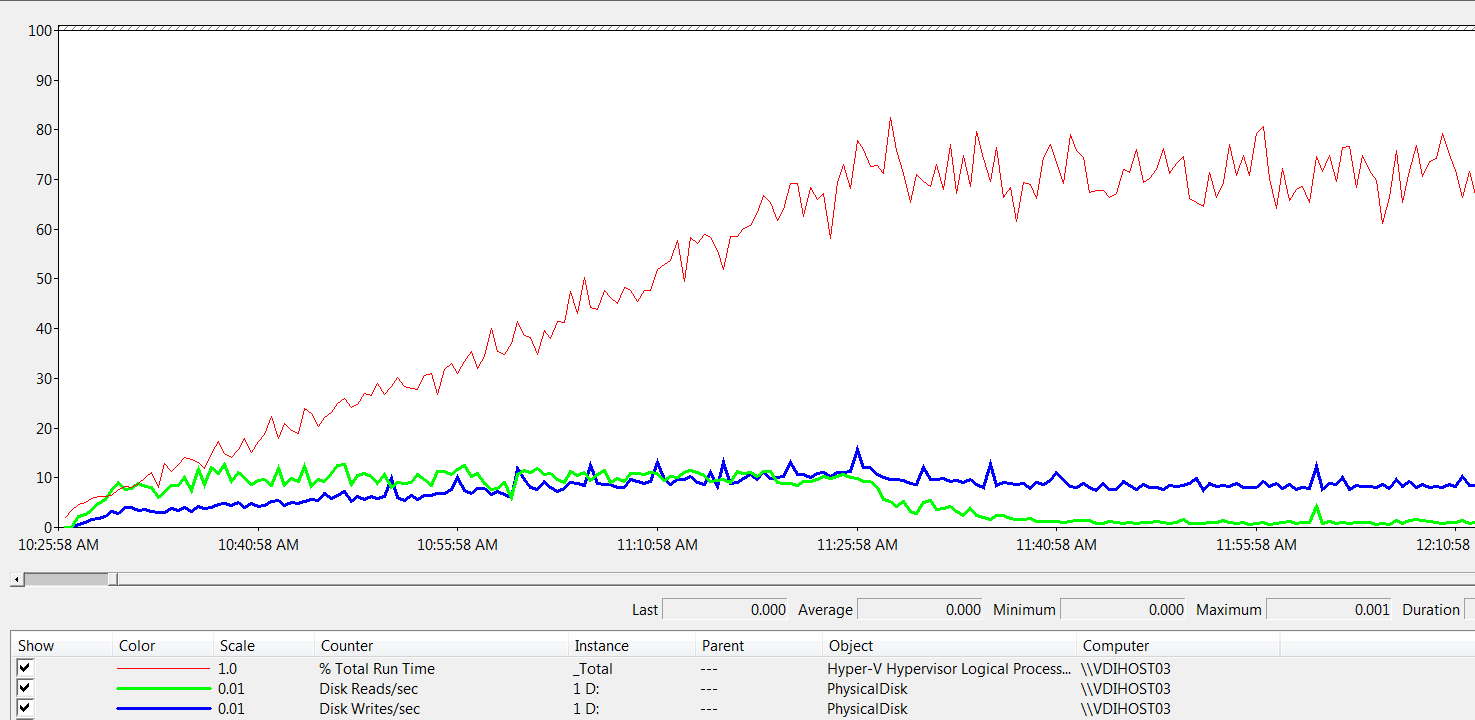 100
90
80
70
60
50
40
30
20
10
0
10:25:58 AM 10:40:58 AM 10:55:58 AM 11:10:58 AM 11:25:58 AM 11:40:58 AM 11:55:58 AM 12:10:58
Last 0.000 Average 0.000 Minimum 0.000 Maximum 0.001 Duration
Show Color Scale Counter Instance Parent Object Computer
1.0 % Total Run Time _Total --- Hyper-V Hypervisor Logical Process... \\VDIHOST03
0.01 Disk Reads/sec 1 D: --- PhysicalDisk \\VDIHOST03
0.01 Disk Writes/sec 1 D: --- PhysicalDisk \\VDIHOST03